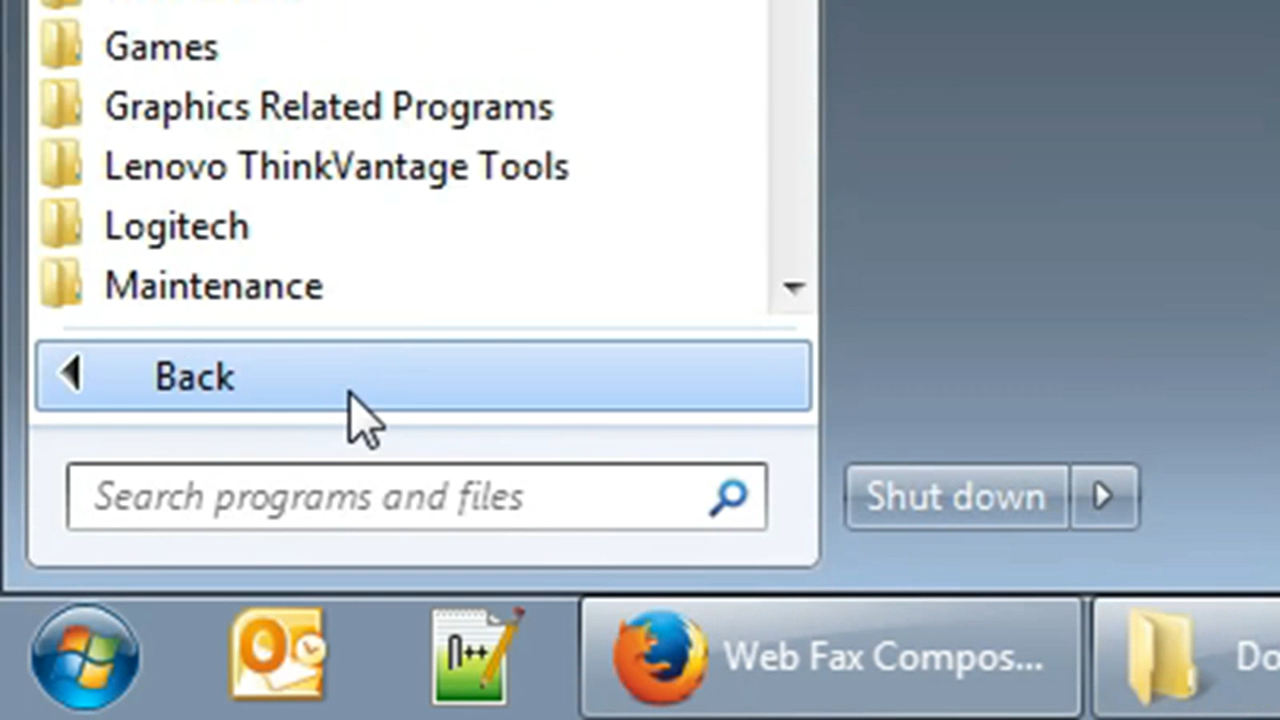 Games
Graphics Related Programs
Lenovo ThinkVantage Tools
Logitech
Maintenance
Back
Search programs and files
Shut down
n++
Web Fax Compos...
Do